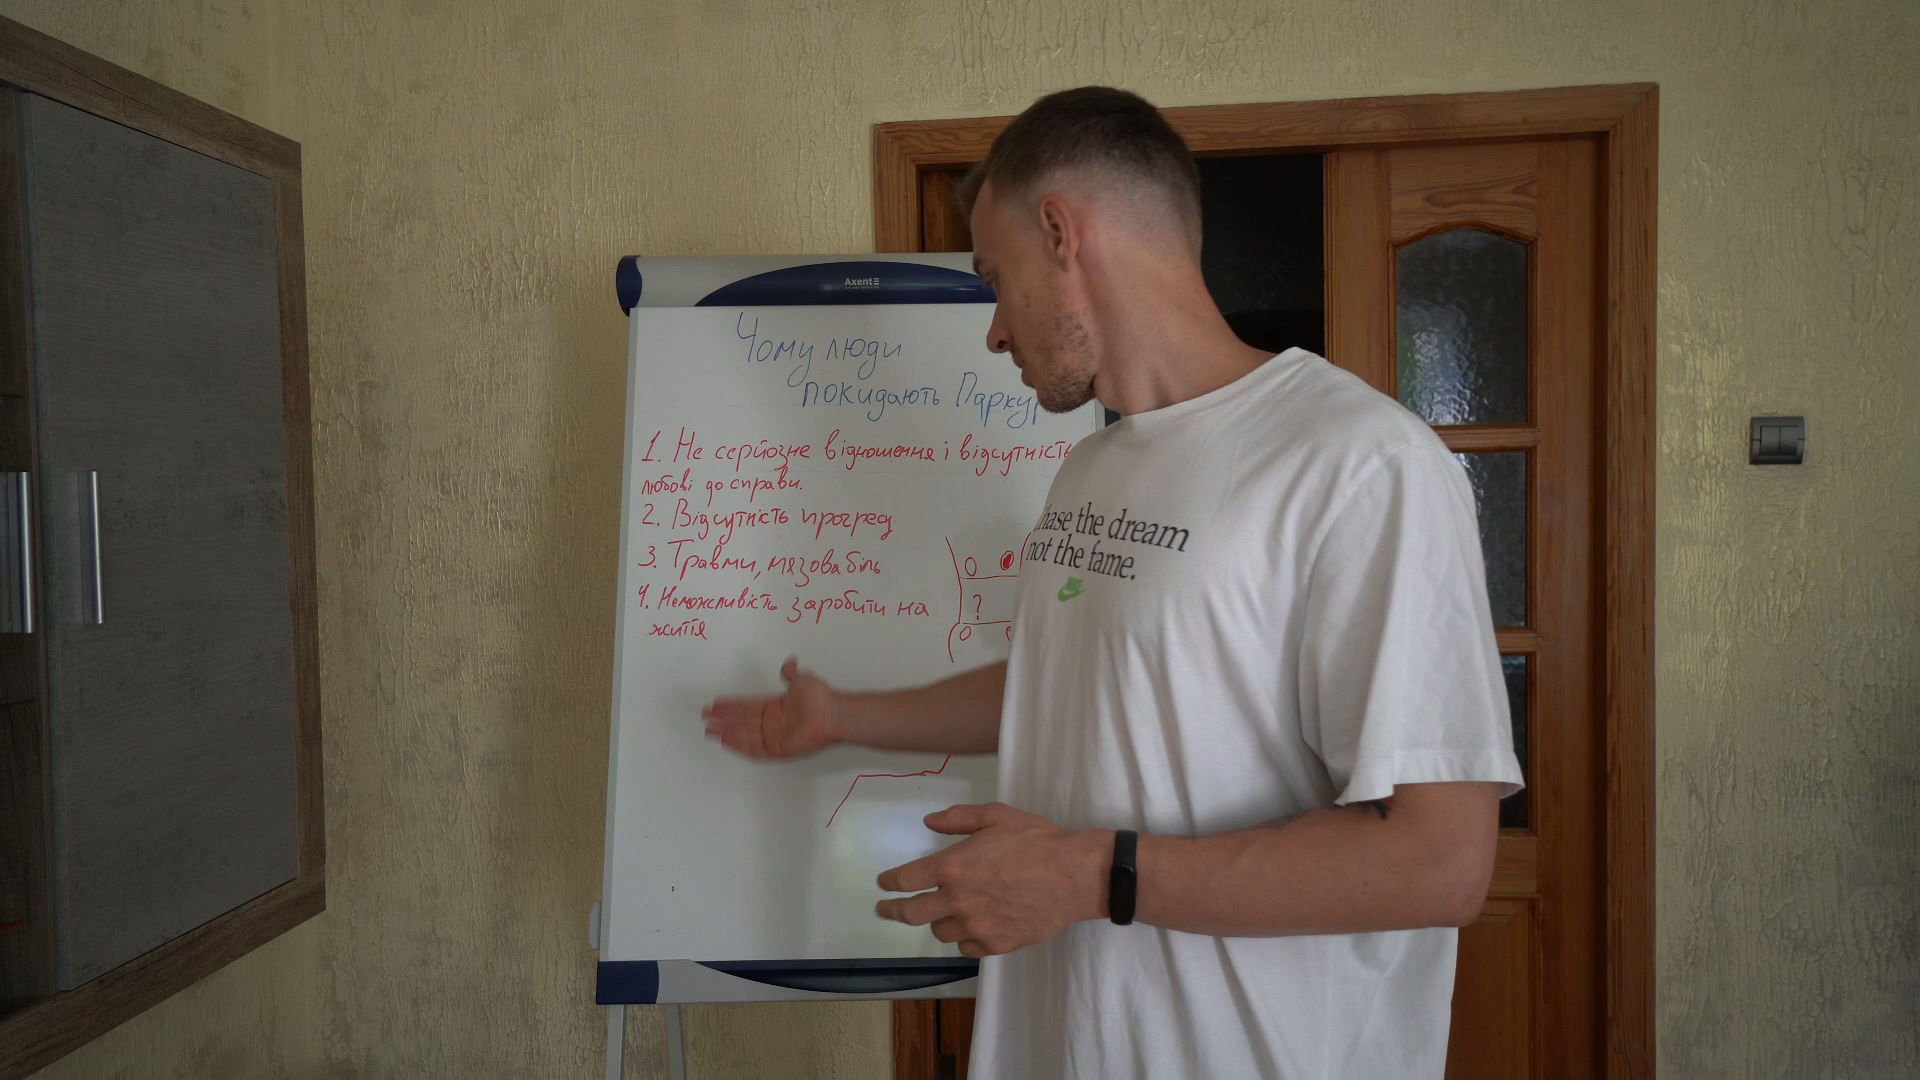 Axent
Чому люди
покидають Паркур
1. Не серйозне відношення і відсутність
любові до справи.
2. Відсутність прогресу
3. Травми, мязова біль
4. Неможливість заробити на
життя
?
chase the dream
not the fame.